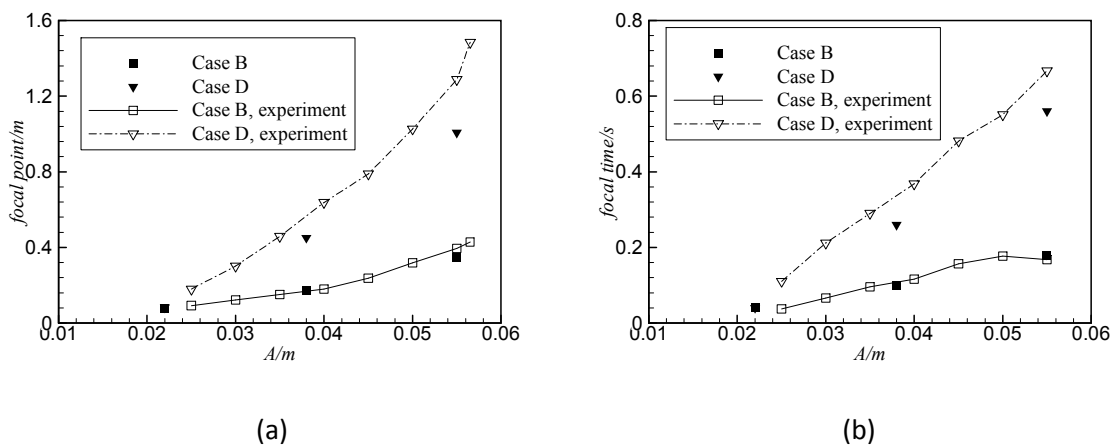 focal point/m
1.6
1.2
0.8
0.4
0
0.01
0.02
0.03
0.04
0.05
0.06
A/m
Case B
Case D
Case B, experiment
Case D, experiment
(a)
focal time/s
0.8
0.6
0.4
0.2
0
0.01
0.02
0.03
0.04
0.05
0.06
A/m
Case B
Case D
Case B, experiment
Case D, experiment
(b)